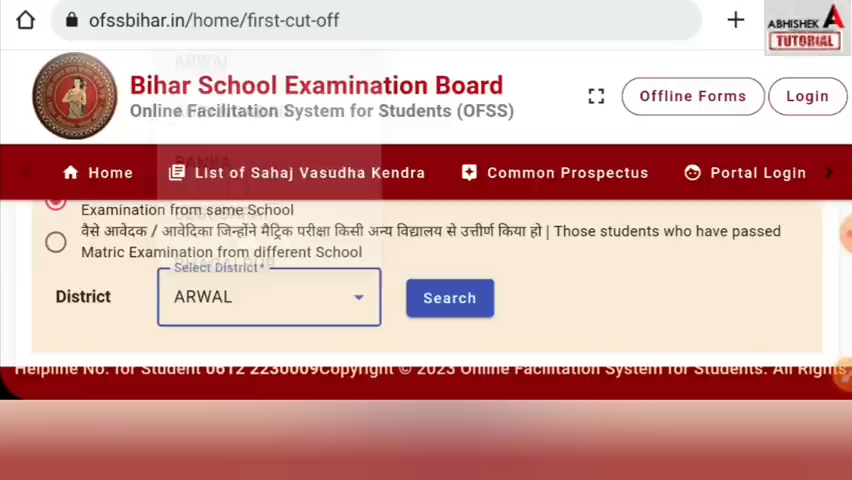 ofssbihar.in/home/first-cut-off
ABHISHEK
TUTORIAL
Bihar School Examination Board
Online Facilitation System for Students (OFSS)
Offline Forms
Login
Home
List of Sahaj Vasudha Kendra
Common Prospectus
Portal Login
Examination from same School
वैसे आवेदक / आवेदिका जिन्होंने मैट्रिक परीक्षा किसी अन्य विद्यालय से उत्तीर्ण किया हो | Those students who have passed
Matric Examination from different School
Select District*
District
ARWAL
Search
Helpline No. for Student 0612 2230009Copyright © 2023 Online Facilitation System for Students. All Rights